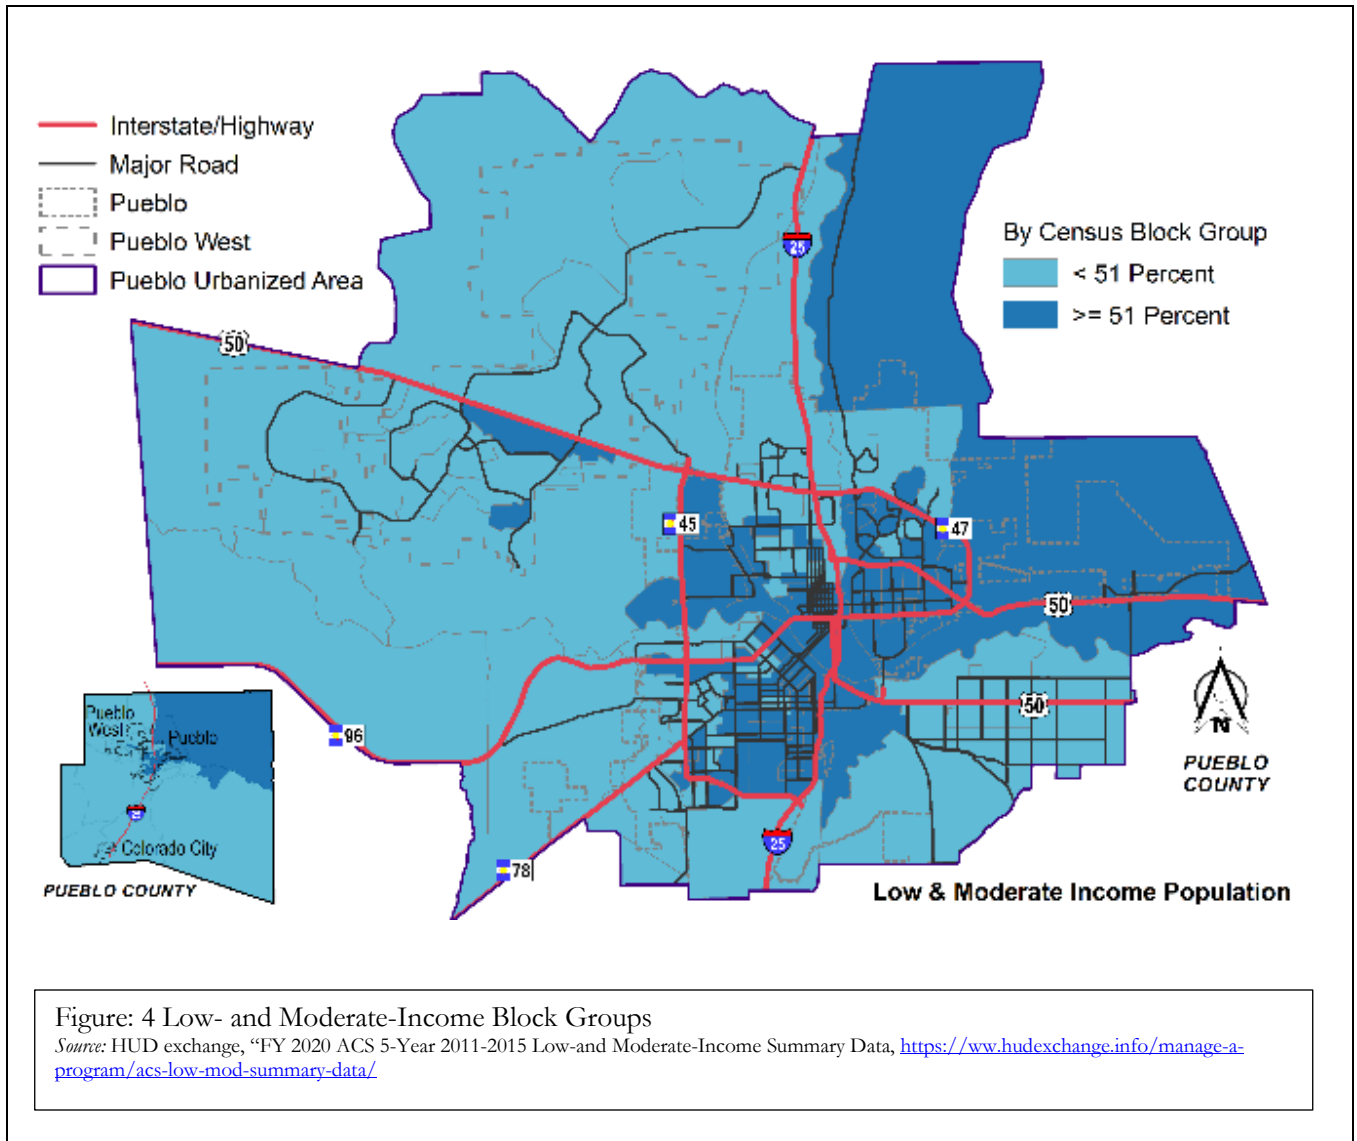 Interstate/Highway
Major Road
Pueblo
Pueblo West
Pueblo Urbanized Area
By Census Block Group
< 51 Percent
>= 51 Percent
50
25
45
47
50
50
96
78
25
Pueblo
West
Pueblo
25
Colorado City
PUEBLO COUNTY
N
PUEBLO
COUNTY
Low & Moderate Income Population
Figure: 4 Low- and Moderate-Income Block Groups
Source: HUD exchange, “FY 2020 ACS 5-Year 2011-2015 Low-and Moderate-Income Summary Data, https://ww.hudexchange.info/manage-a-
program/acs-low-mod-summary-data/